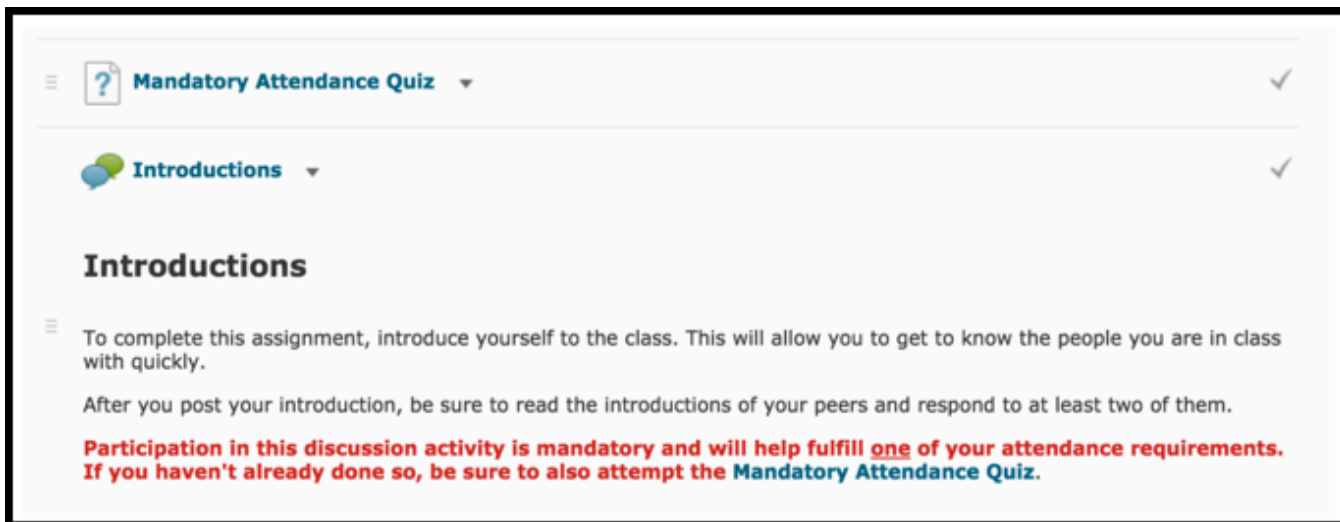 Mandatory Attendance Quiz
Introductions
Introductions
To complete this assignment, introduce yourself to the class. This will allow you to get to know the people you are in class
with quickly.
After you post your introduction, be sure to read the introductions of your peers and respond to at least two of them.
Participation in this discussion activity is mandatory and will help fulfill one of your attendance requirements.
If you haven't already done so, be sure to also attempt the Mandatory Attendance Quiz.